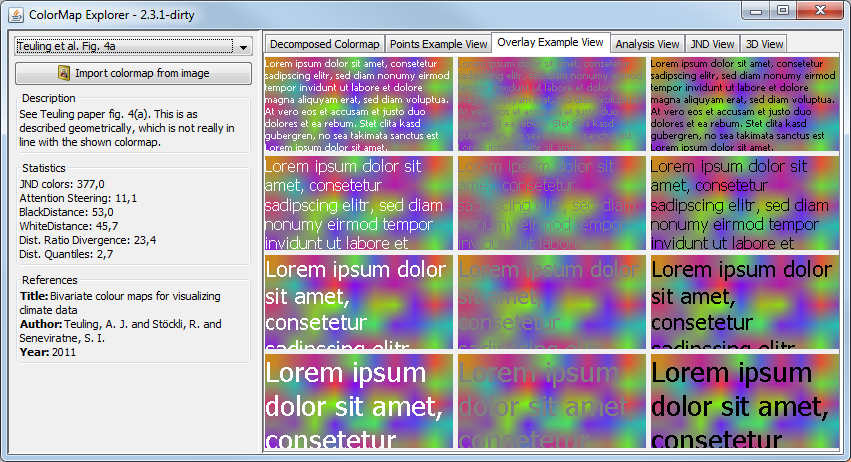 ColorMap Explorer - 2.3.1-dirty
Teuling et al. Fig. 4a
Import colormap from image
Description
See Teuling paper fig. 4(a). This is as
described geometrically, which is not really in
line with the shown colormap.
Statistics
JND colors: 377,0
Attention Steering: 11,1
BlackDistance: 53,0
WhiteDistance: 45,7
Dist. Ratio Divergence: 23,4
Dist. Quantiles: 2,7
References
Title: Bivariate colour maps for visualizing
climate data
Author: Teuling, A. J. and Stöckli, R. and
Seneviratne, S. I.
Year: 2011
Decomposed Colormap
Points Example View
Overlay Example View
Analysis View
JND View
3D View
Lorem ipsum dolor sit amet, consetetur
sadipscing elitr, sed diam nonumy eirmod
tempor invidunt ut labore et dolore
magna aliquyam erat, sed diam voluptua.
At vero eos et accusam et justo duo
dolores et ea rebum. Stet clita kasd
gubergren, no sea takimata sanctus est
Lorem ipsum dolor sit amet.
Lorem ipsum dolor sit amet, consetetur
sadipscing elitr, sed diam nonumy eirmod
tempor invidunt ut labore et dolore
magna aliquyam erat, sed diam voluptua.
At vero eos et accusam et justo duo
dolores et ea rebum. Stet clita kasd
gubergren, no sea takimata sanctus est
Lorem ipsum dolor sit amet.
Lorem ipsum dolor sit amet, consetetur
sadipscing elitr, sed diam nonumy eirmod
tempor invidunt ut labore et dolore
magna aliquyam erat, sed diam voluptua.
At vero eos et accusam et justo duo
dolores et ea rebum. Stet clita kasd
gubergren, no sea takimata sanctus est
Lorem ipsum dolor sit amet.
Lorem ipsum dolor sit
amet, consetetur
sadipscing elitr, sed diam
nonumy eirmod tempor
invidunt ut labore et
Lorem ipsum dolor sit
amet, consetetur
sadipscing elitr, sed diam
nonumy eirmod tempor
invidunt ut labore et
Lorem ipsum dolor sit
amet, consetetur
sadipscing elitr, sed diam
nonumy eirmod tempor
invidunt ut labore et
Lorem ipsum dolor
sit amet,
consetetur
sadipscing elitr
Lorem ipsum dolor
sit amet,
consetetur
sadipscing elitr
Lorem ipsum dolor
sit amet,
consetetur
sadipscing elitr
Lorem ipsum
dolor sit amet,
consetetur
Lorem ipsum
dolor sit amet,
consetetur
Lorem ipsum
dolor sit amet,
consetetur